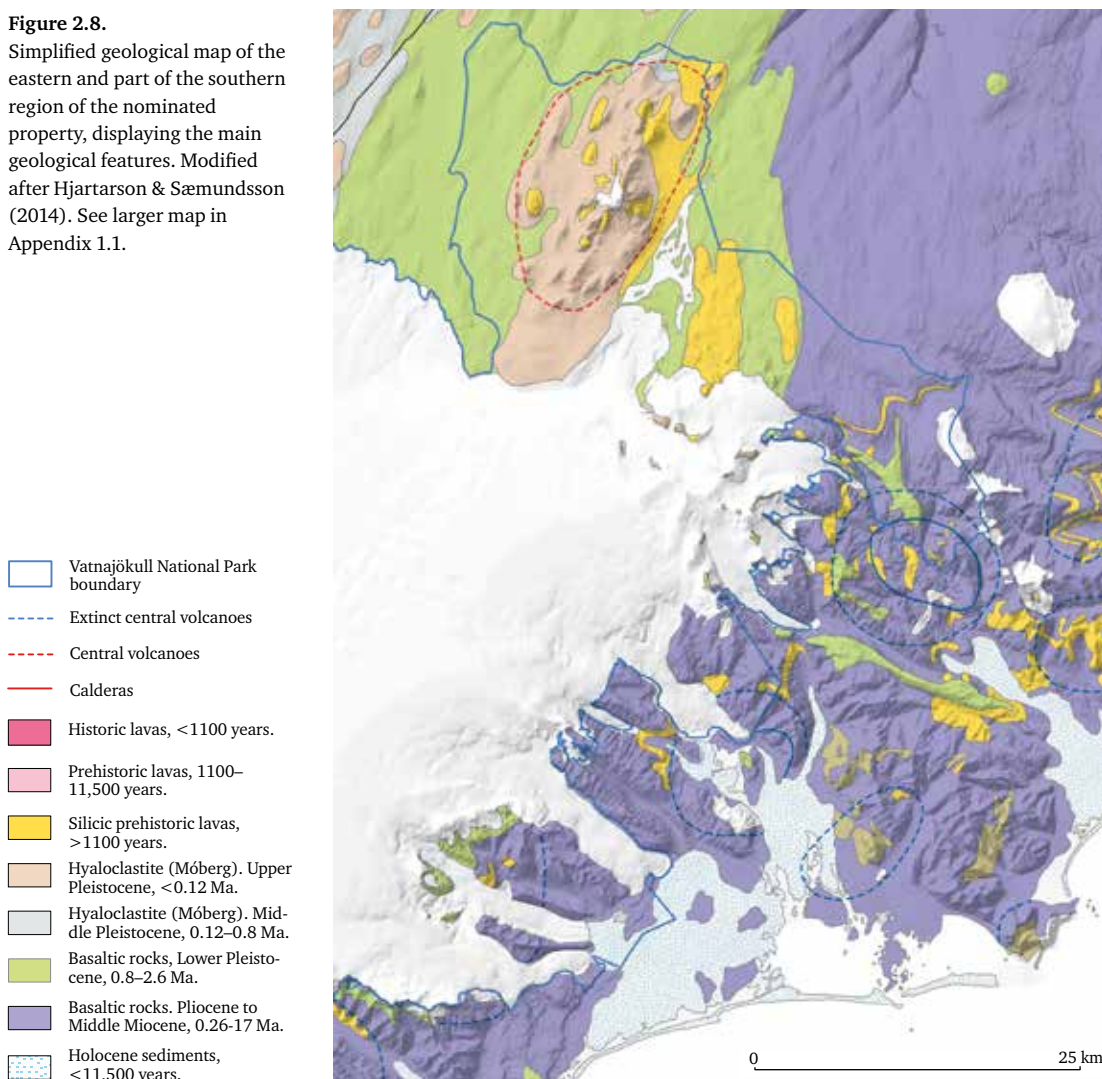 Figure 2.8.
Simplified geological map of the
eastern and part of the southern
region of the nominated
property, displaying the main
geological features. Modified
after Hjartarson & Sæmundsson
(2014). See larger map in
Appendix 1.1.
Vatnajökull National Park
boundary
Extinct central volcanoes
Central volcanoes
Calderas
Historic lavas, <1100 years.
Prehistoric lavas, 1100–
11,500 years.
Silicic prehistoric lavas,
>1100 years.
Hyaloclastite (Móberg). Upper
Pleistocene, <0.12 Ma.
Hyaloclastite (Móberg). Mid-
dle Pleistocene, 0.12–0.8 Ma.
Basaltic rocks, Lower Pleisto-
cene, 0.8–2.6 Ma.
Basaltic rocks. Pliocene to
Middle Miocene, 0.26-17 Ma.
Holocene sediments,
<11,500 years.
0 25 km